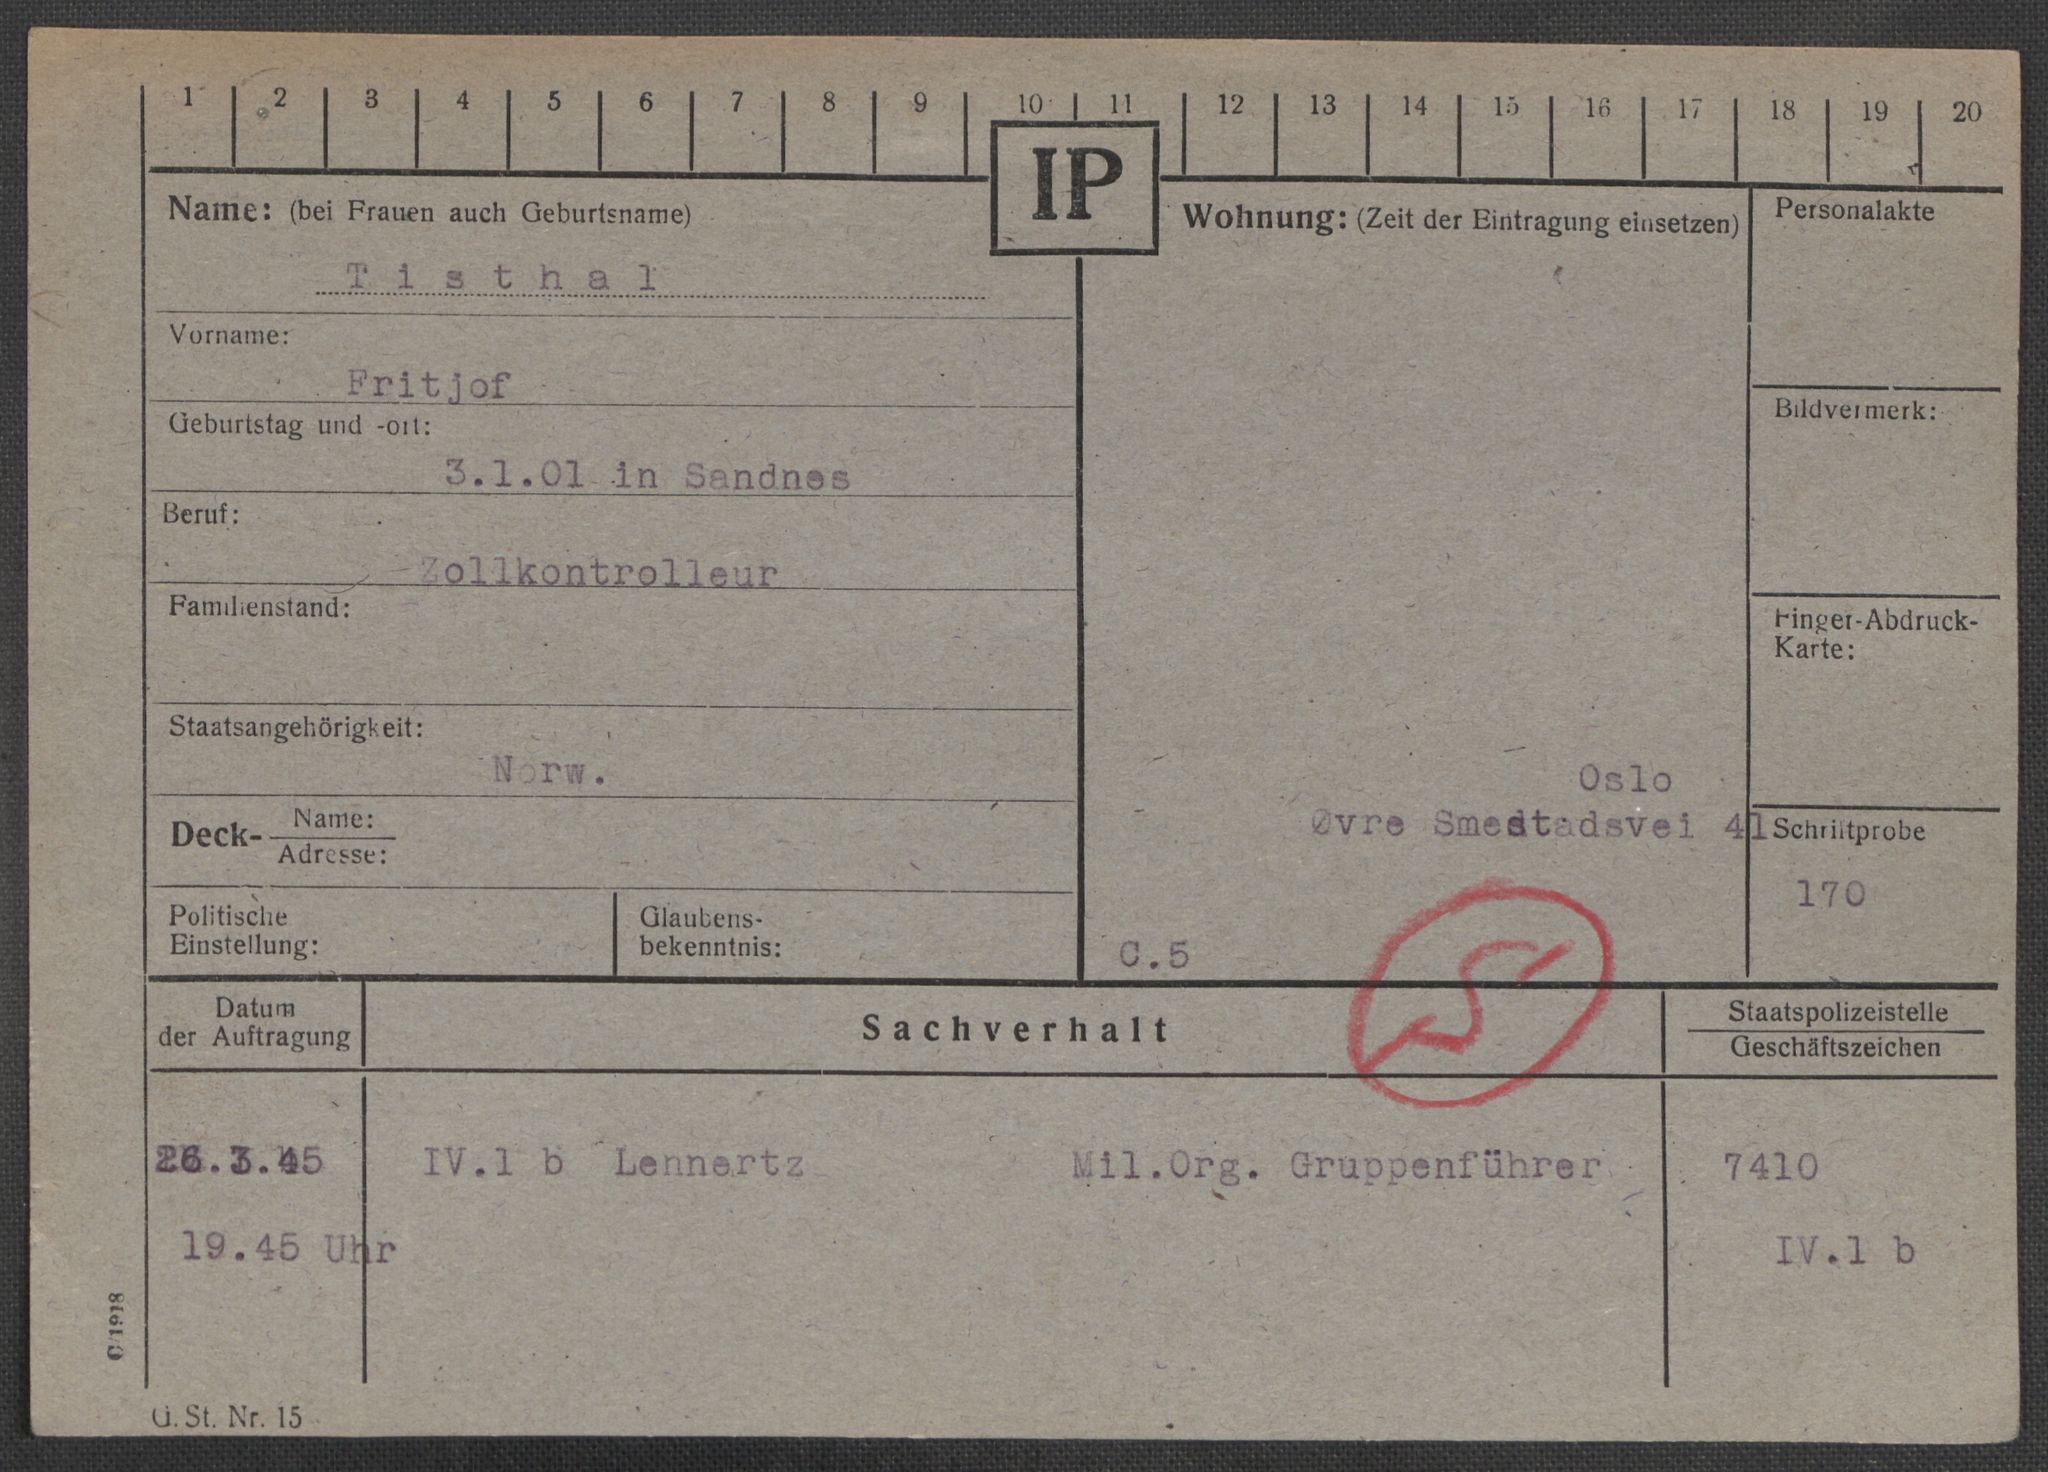 1 2 3 4 5 6 7 8 9 10 11 12 13 14 15 16 17 18 19 20
IP
Name: (bei Frauen auch Geburtsname)
Tisthal
Vorname:
Fritjof
Geburtstag und -ort:
3.1.01 in Sandnes
Beruf:
Zollkontrolleur
Familienstand:
Staatsangehörigkeit:
Norw.
Deck- Name:
Adresse:
Politische
Einstellung:
Glaubens-
bekenntnis:
Wohnung: (Zeit der Eintragung einsetzen)
Oslo
Øvre Smestadsvei 41
C.5
Personalakte
Bildvermerk:
Finger-Abdruck-
Karte:
Schriftprobe
170
Datum
der Auftragung
Sachverhalt
Staatspolizeistelle
Geschäftszeichen
26.3.45 IV.1 b Lennertz Mil.Org. Gruppenführer 7410
19.45 Uhr IV.1 b
C/1918
G. St. Nr. 15